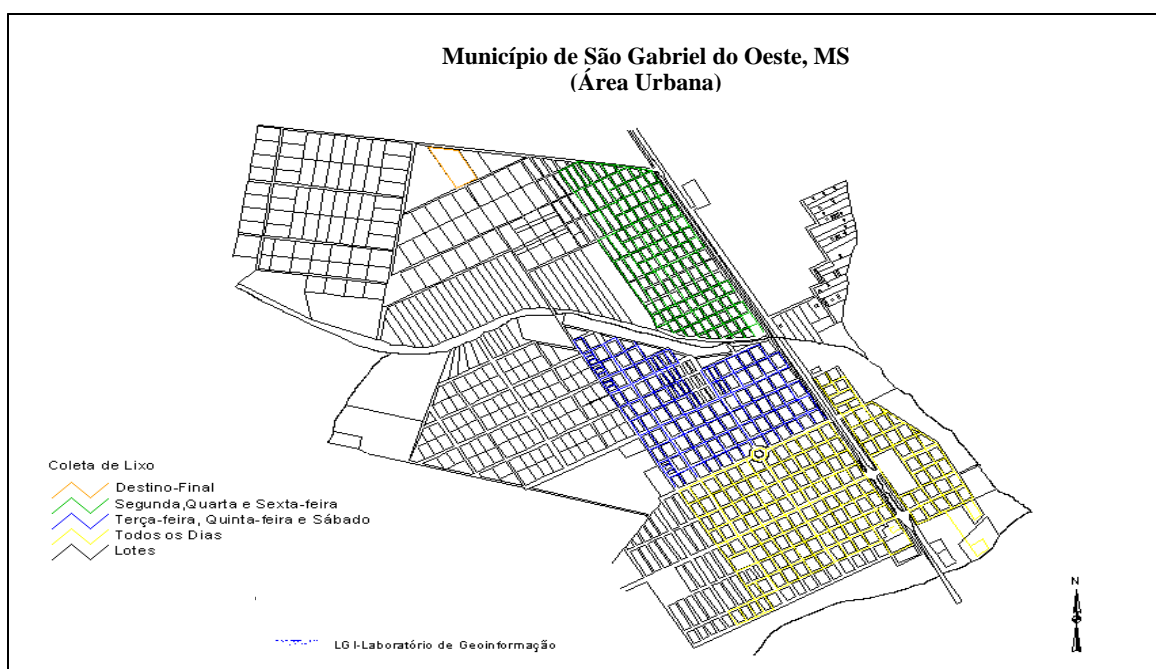 Município de São Gabriel do Oeste, MS
(Área Urbana)
Coleta de Lixo
Destino-Final
Segunda,Quarta e Sexta-feira
Terça-feira, Quinta-feira e Sábado
Todos os Dias
Lotes
N
LGI-Laboratório de Geoinformação